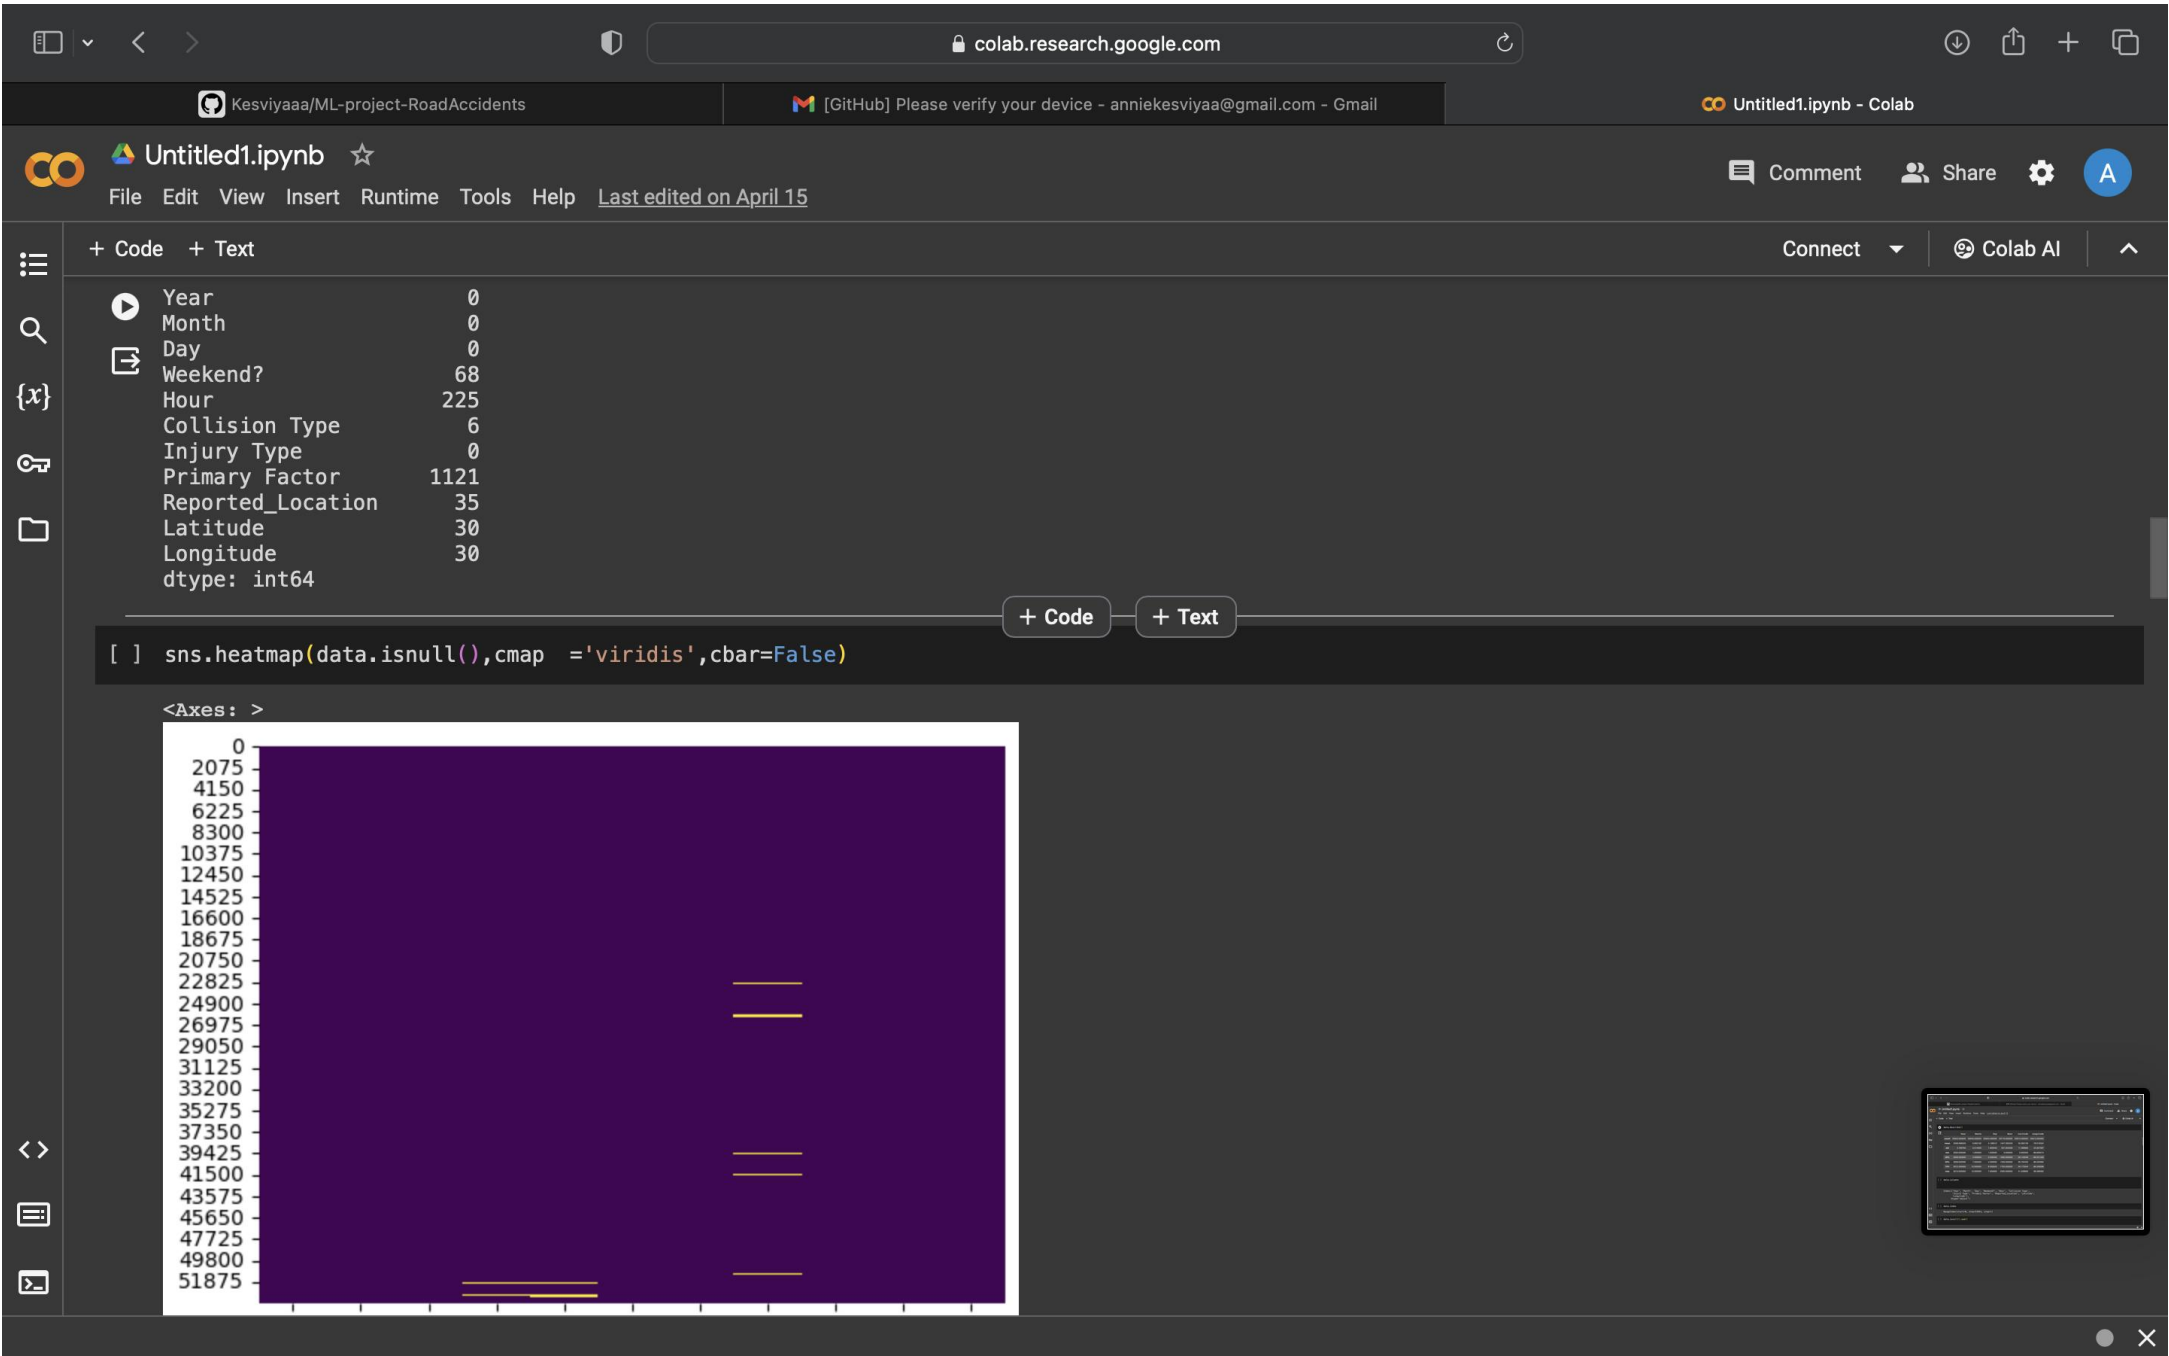 colab.research.google.com
Kesviyaaa/ML-project-RoadAccidents
[GitHub] Please verify your device - anniekesviyaa@gmail.com - Gmail
Untitled1.ipynb - Colab
Untitled1.ipynb
File Edit View Insert Runtime Tools Help Last edited on April 15
Comment Share A
+ Code + Text
Connect Colab AI
Year 0
Month 0
Day 0
Weekend? 68
Hour 225
Collision Type 6
Injury Type 0
Primary Factor 1121
Reported_Location 35
Latitude 30
Longitude 30
dtype: int64
+ Code + Text
[ ] sns.heatmap(data.isnull(),cmap  ='viridis',cbar=False)
<Axes: >
0
2075
4150
6225
8300
10375
12450
14525
16600
18675
20750
22825
24900
26975
29050
31125
33200
35275
37350
39425
41500
43575
45650
47725
49800
51875